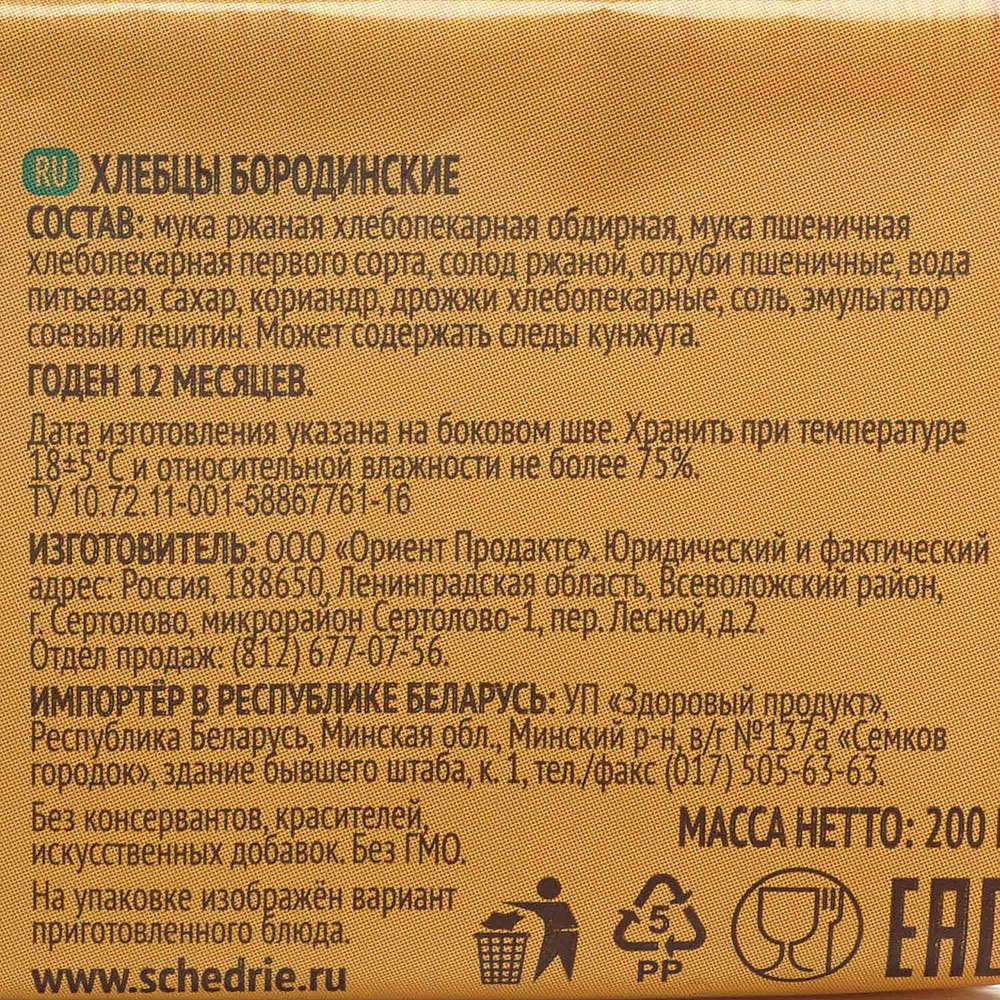 RU ХЛЕБЦЫ БОРОДИНСКИЕ
СОСТАВ: мука ржаная хлебопекарная обдирная, мука пшеничная
хлебопекарная первого сорта, солод ржаной, отруби пшеничные, вода
питьевая, сахар, кориандр, дрожжи хлебопекарные, соль, эмульгатор
соевый лецитин. Может содержать следы кунжута.
ГОДЕН 12 МЕСЯЦЕВ.
Дата изготовления указана на боковом шве. Хранить при температуре
18±5°С и относительной влажности не более 75%.
ТУ 10.72.11-001-58867761-16
ИЗГОТОВИТЕЛЬ: ООО «Ориент Продактс». Юридический и фактический
адрес: Россия, 188650, Ленинградская область, Всеволожский район,
г. Сертолово, микрорайон Сертолово-1, пер. Лесной, д.2.
Отдел продаж: (812) 677-07-56.
ИМПОРТЁР В РЕСПУБЛИКЕ БЕЛАРУСЬ: УП «Здоровый продукт»,
Республика Беларусь, Минская обл., Минский р-н, в/г №137а «Семков
городок», здание бывшего штаба, к. 1, тел./факс (017) 505-63-63.
Без консервантов, красителей,
искусственных добавок. Без ГМО.
МАССА НЕТТО: 200
На упаковке изображён вариант
приготовленного блюда.
www.schedrie.ru
5
PP
EAC